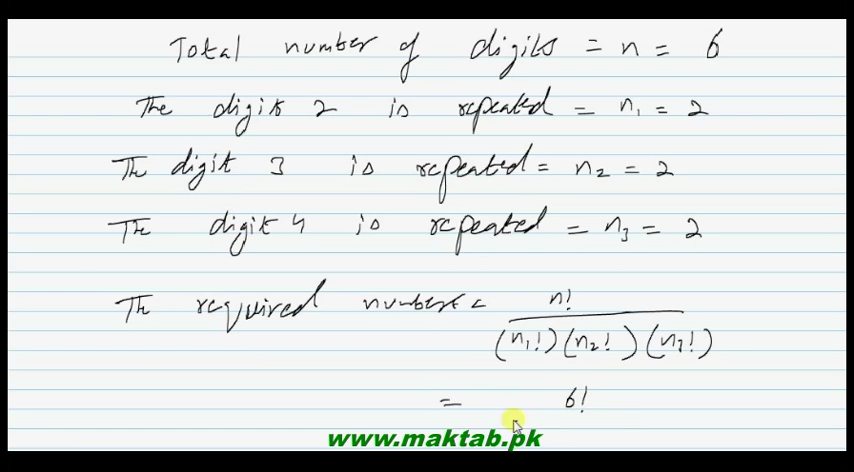 Total number of digits = n = 6
The digit 2 is repeated = n₁ = 2
The digit 3 is repeated = n₂ = 2
The digit 4 is repeated = n₃ = 2
The required numbers = n!
(n₁!) (n₂!) (n₃!)
= 6!
www.maktab.pk